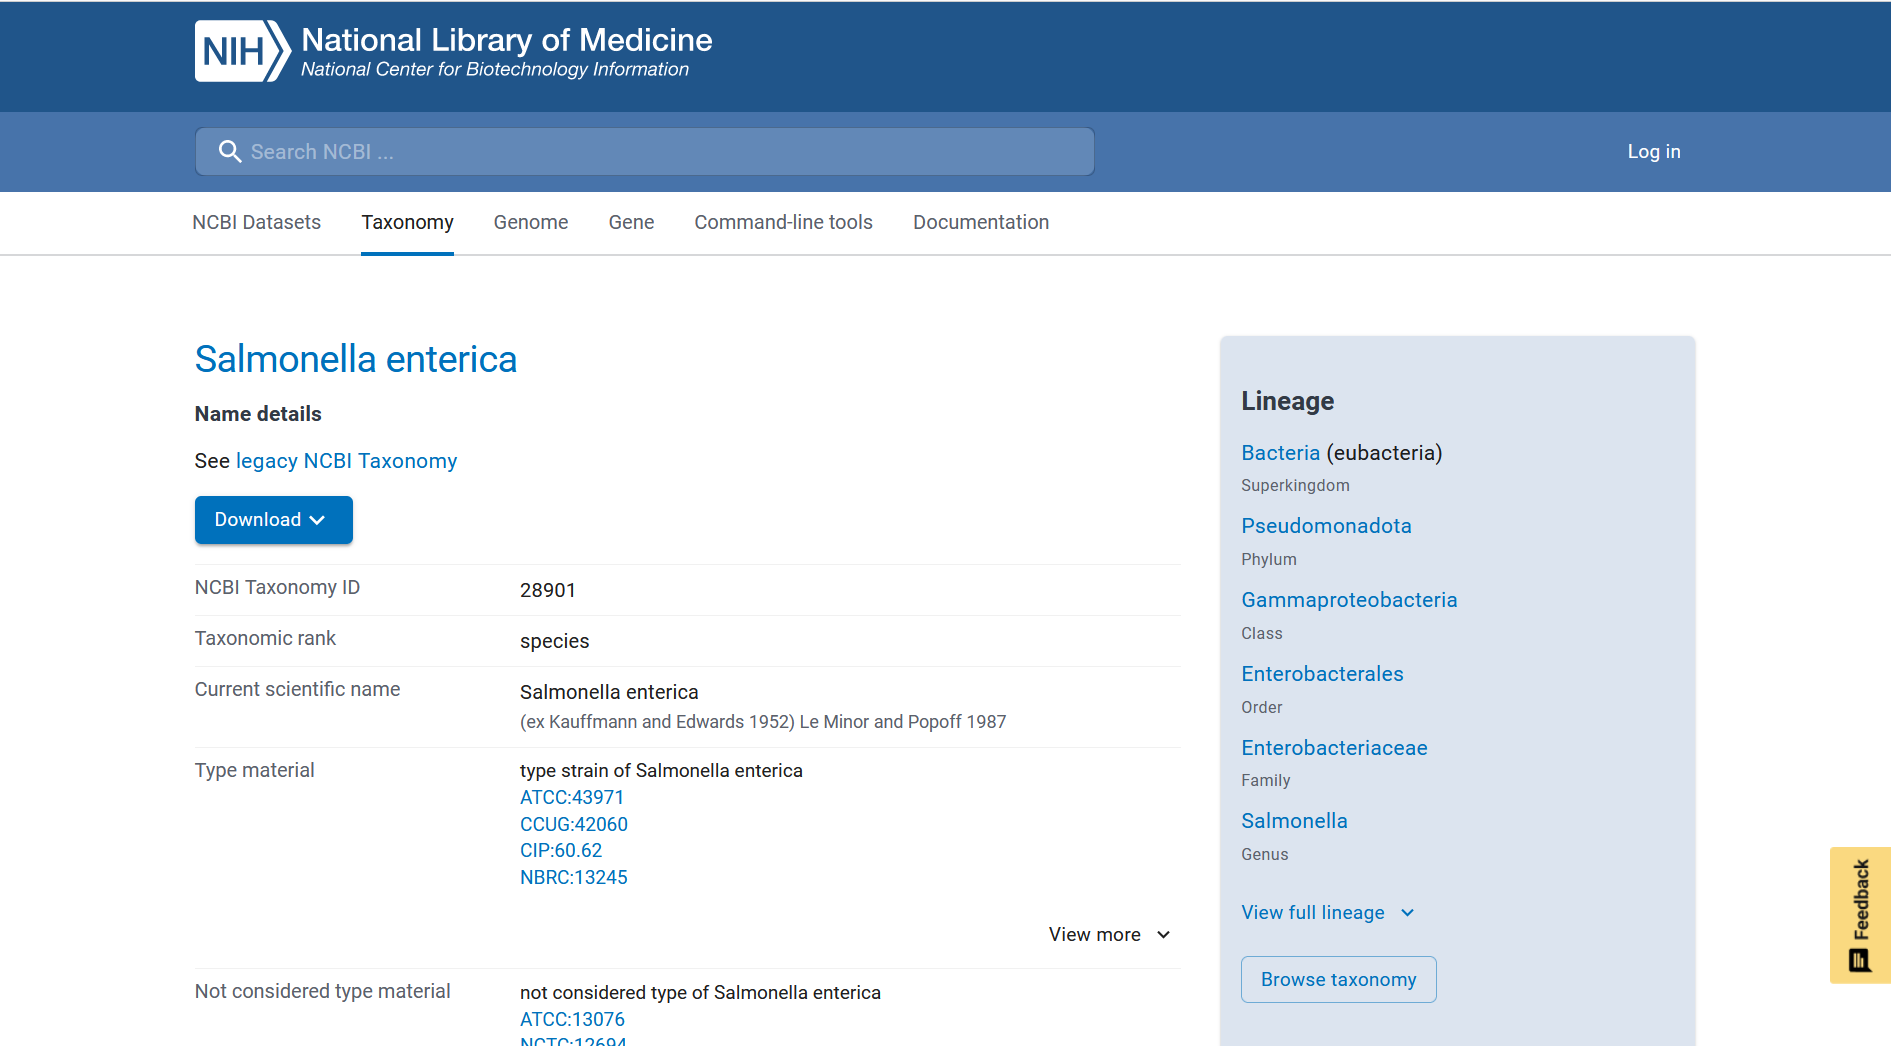 NIH
National Library of Medicine
National Center for Biotechnology Information
Search NCBI ...
Log in
NCBI Datasets
Taxonomy
Genome
Gene
Command-line tools
Documentation
Salmonella enterica
Name details
See legacy NCBI Taxonomy
Download
NCBI Taxonomy ID
28901
Taxonomic rank
species
Current scientific name
Salmonella enterica
(ex Kauffmann and Edwards 1952) Le Minor and Popoff 1987
Type material
type strain of Salmonella enterica
ATCC:43971
CCUG:42060
CIP:60.62
NBRC:13245
View more
Not considered type material
not considered type of Salmonella enterica
ATCC:13076
NCTC:12694
Lineage
Bacteria (eubacteria)
Superkingdom
Pseudomonadota
Phylum
Gammaproteobacteria
Class
Enterobacterales
Order
Enterobacteriaceae
Family
Salmonella
Genus
View full lineage
Browse taxonomy
Feedback